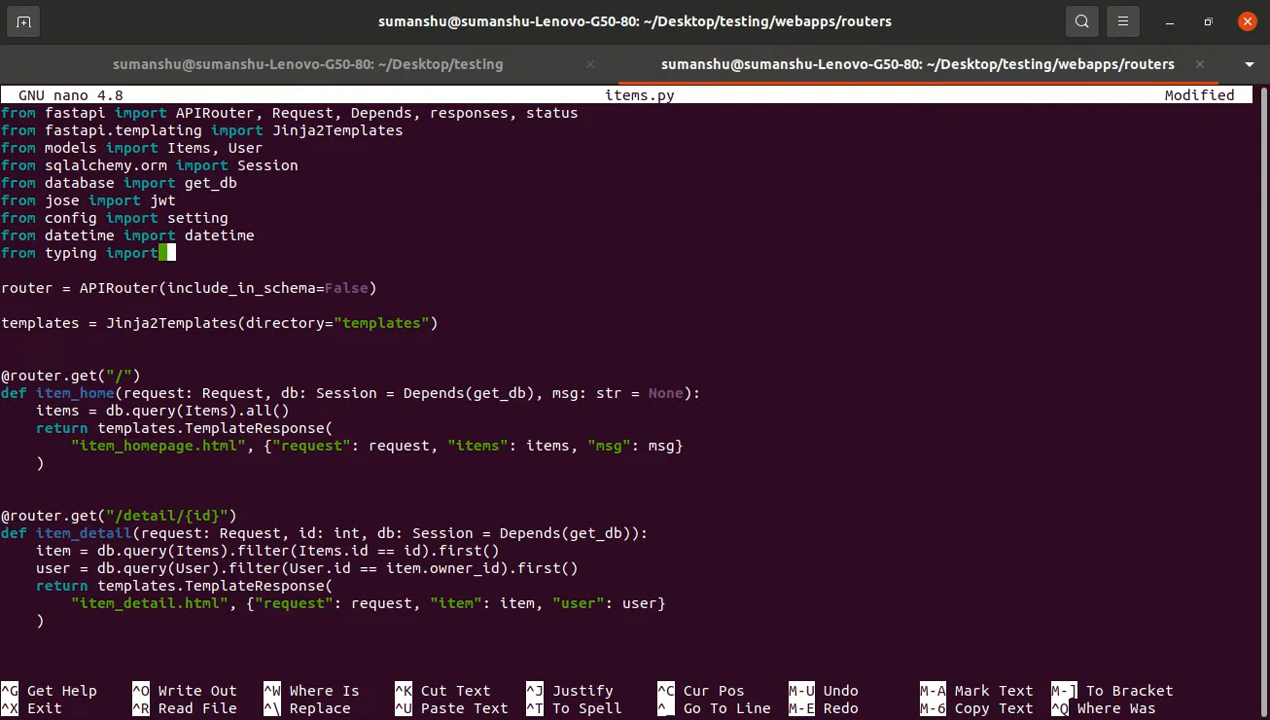 sumanshu@sumanshu-Lenovo-G50-80: ~/Desktop/testing/webapps/routers
sumanshu@sumanshu-Lenovo-G50-80: ~/Desktop/testing
sumanshu@sumanshu-Lenovo-G50-80: ~/Desktop/testing/webapps/routers
GNU nano 4.8 items.py Modified
from fastapi import APIRouter, Request, Depends, responses, status
from fastapi.templating import Jinja2Templates
from models import Items, User
from sqlalchemy.orm import Session
from database import get_db
from jose import jwt
from config import setting
from datetime import datetime
from typing import
router = APIRouter(include_in_schema=False)
templates = Jinja2Templates(directory="templates")
@router.get("/")
def item_home(request: Request, db: Session = Depends(get_db), msg: str = None):
    items = db.query(Items).all()
    return templates.TemplateResponse(
        "item_homepage.html", {"request": request, "items": items, "msg": msg}
    )
@router.get("/detail/{id}")
def item_detail(request: Request, id: int, db: Session = Depends(get_db)):
    item = db.query(Items).filter(Items.id == id).first()
    user = db.query(User).filter(User.id == item.owner_id).first()
    return templates.TemplateResponse(
        "item_detail.html", {"request": request, "item": item, "user": user}
    )
^G Get Help ^O Write Out ^W Where Is ^K Cut Text ^J Justify ^C Cur Pos M-U Undo M-A Mark Text M-] To Bracket
^X Exit ^R Read File ^\ Replace ^U Paste Text ^T To Spell ^_ Go To Line M-E Redo M-6 Copy Text ^Q Where Was